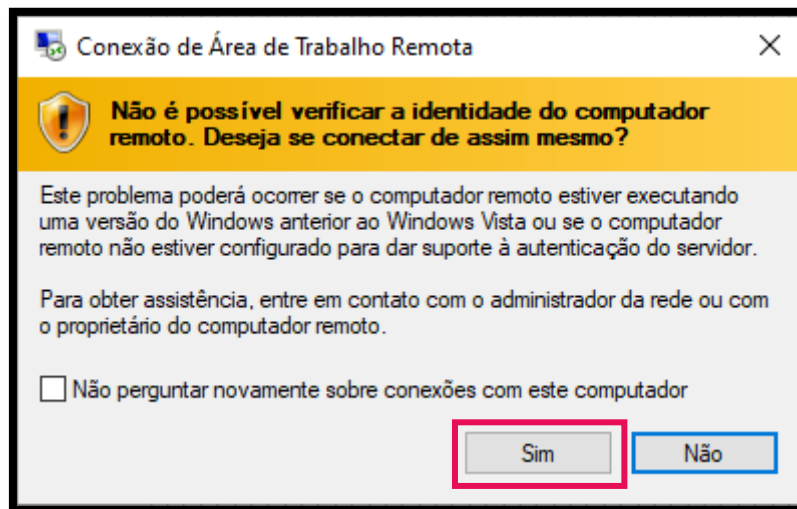 Conexão de Área de Trabalho Remota
Não é possível verificar a identidade do computador
remoto. Deseja se conectar de assim mesmo?
Este problema poderá ocorrer se o computador remoto estiver executando
uma versão do Windows anterior ao Windows Vista ou se o computador
remoto não estiver configurado para dar suporte à autenticação do servidor.
Para obter assistência, entre em contato com o administrador da rede ou com
o proprietário do computador remoto.
Não perguntar novamente sobre conexões com este computador
Sim Não